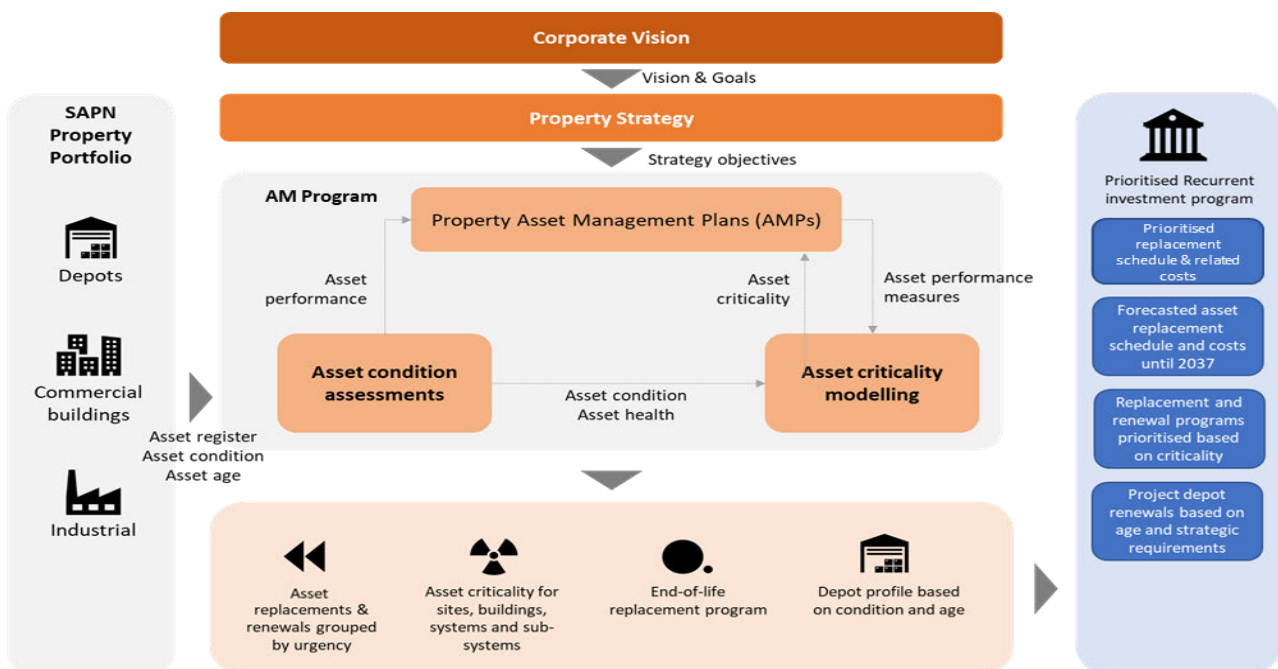 Corporate Vision
Vision & Goals
Property Strategy
Strategy objectives
SAPN
Property
Portfolio
Depots
Commercial
buildings
Industrial
Asset register
Asset condition
Asset age
AM Program
Property Asset Management Plans (AMPs)
Asset
performance
Asset
criticality
Asset performance
measures
Asset condition
assessments
Asset condition
Asset health
Asset criticality
modelling
Asset
replacements &
renewals grouped
by urgency
Asset criticality for
sites, buildings,
systems and sub-
systems
End-of-life
replacement program
Depot profile based
on condition and age
Prioritised Recurrent
investment program
Prioritised
replacement
schedule & related
costs
Forecasted asset
replacement
schedule and costs
until 2037
Replacement and
renewal programs
prioritised based
on criticality
Project depot
renewals based on
age and strategic
requirements